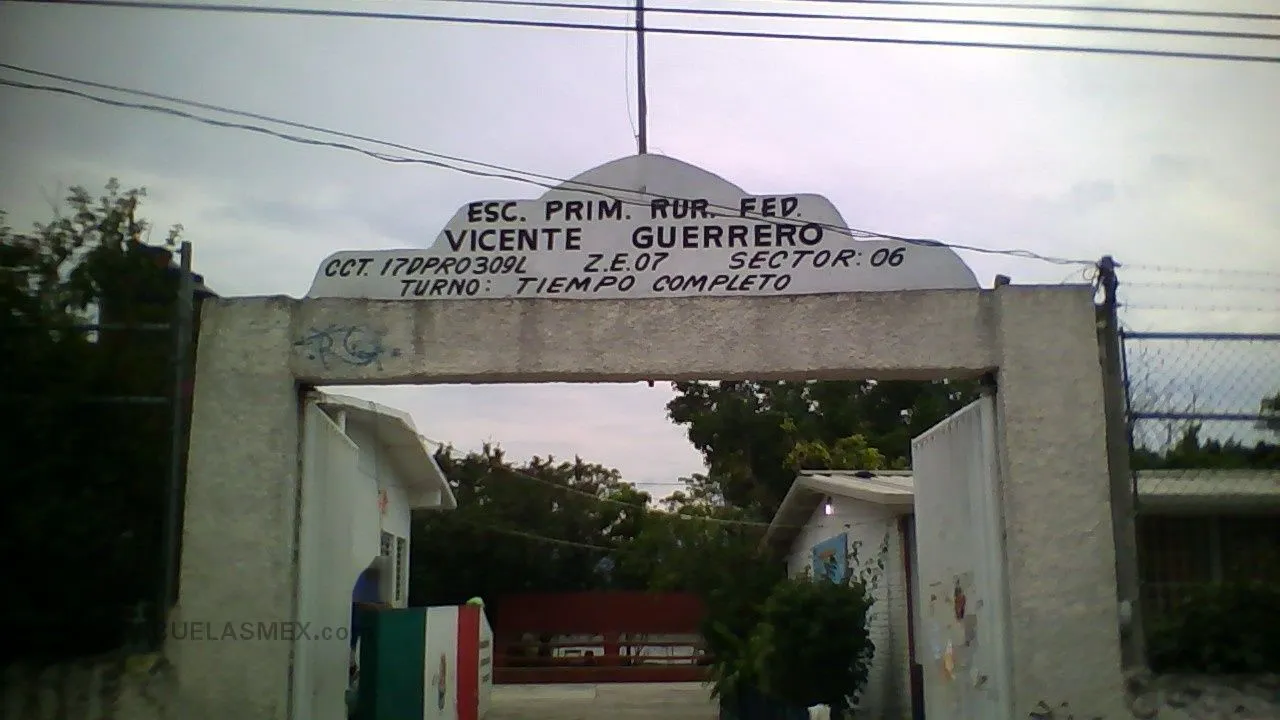 ESC. PRIM. RUR. FED.
VICENTE GUERRERO
CCT. 17DPR0309L Z.E.07 SECTOR: 06
TURNO: TIEMPO COMPLETO